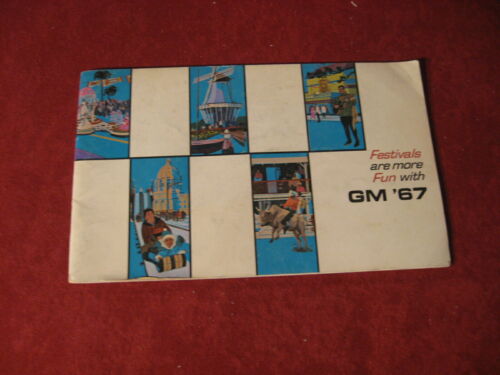 Festivals
are more
Fun with
GM '67